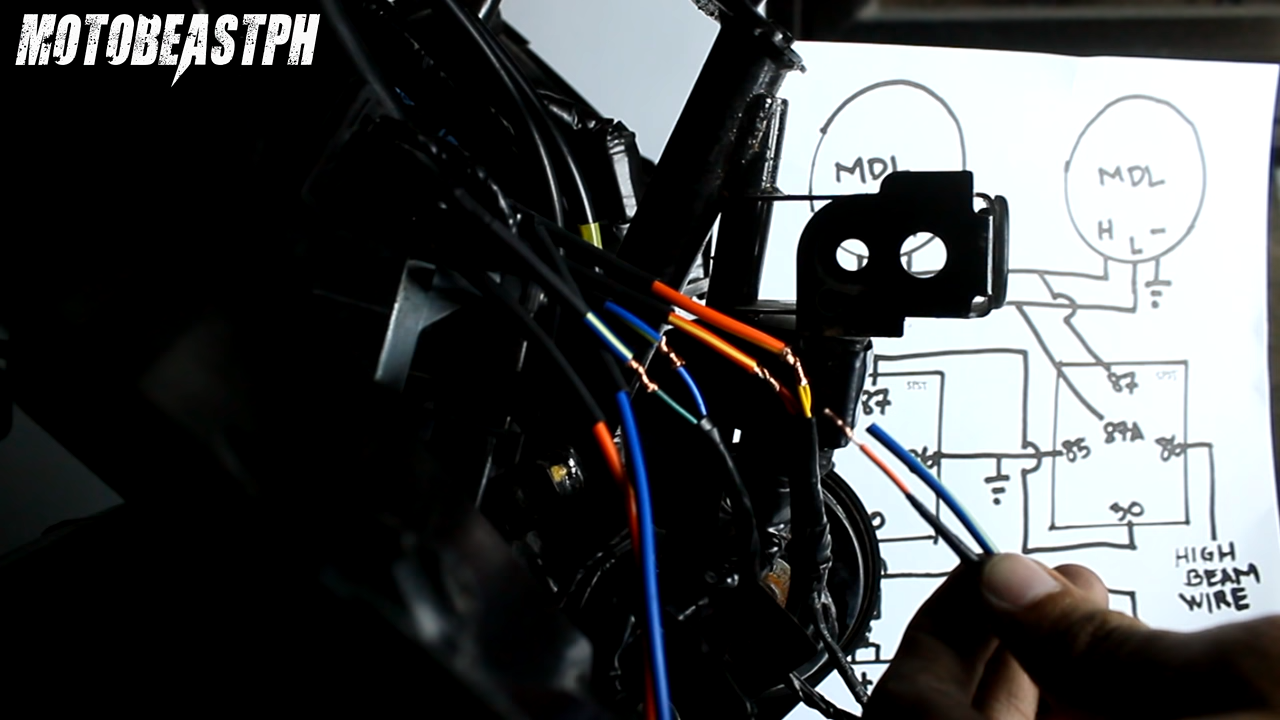 MOTOBEASTPH
MDL
MDL
H L -
87
SPST
87
SPST
87A
85
86
30
HIGH
BEAM
WIRE
+